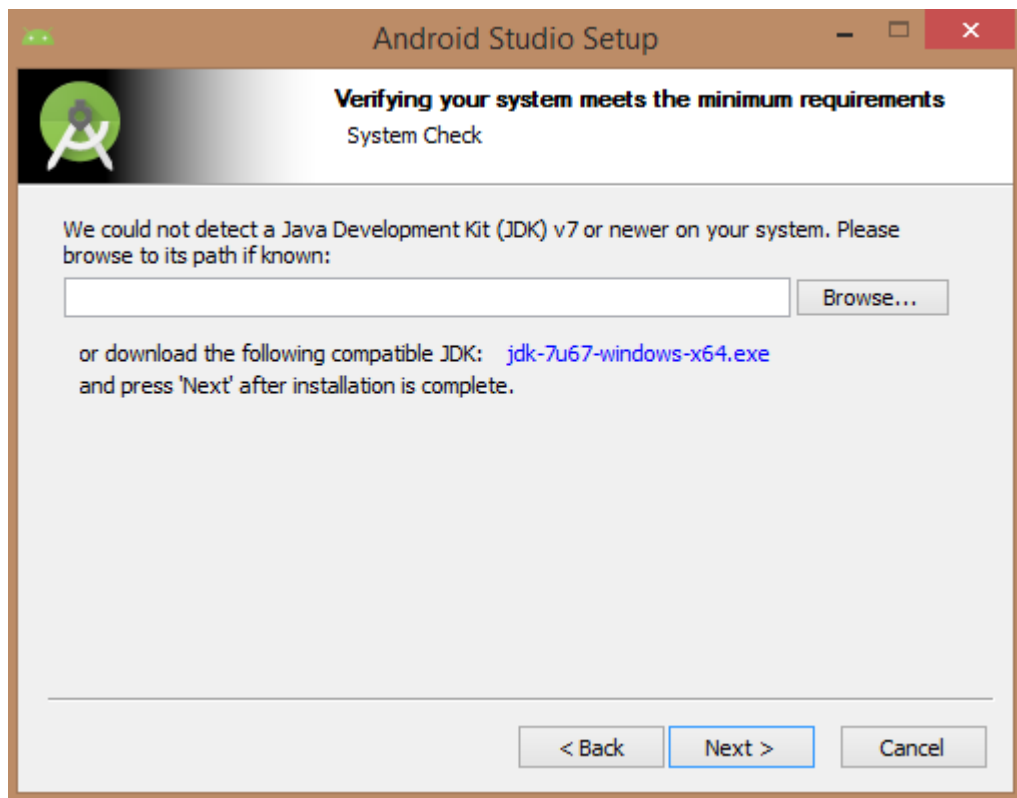 Android Studio Setup
Verifying your system meets the minimum requirements
System Check
We could not detect a Java Development Kit (JDK) v7 or newer on your system. Please
browse to its path if known:
Browse...
or download the following compatible JDK: jdk-7u67-windows-x64.exe
and press 'Next' after installation is complete.
< Back Next > Cancel